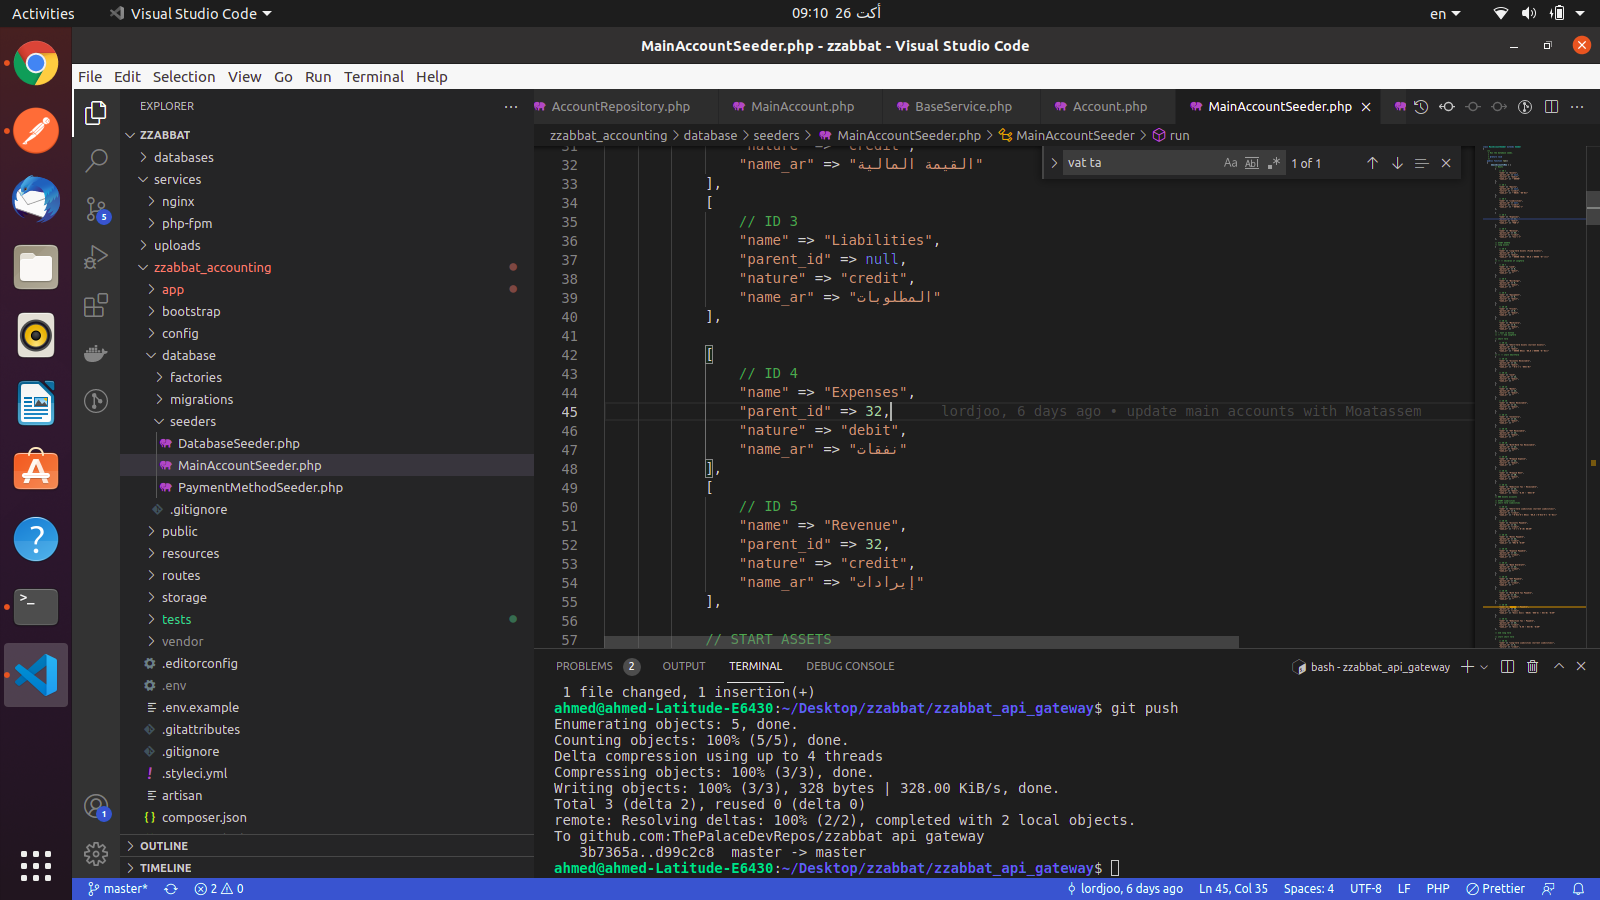 Activities
Visual Studio Code
09:10 26 أكت
en
MainAccountSeeder.php - zzabbat - Visual Studio Code
File Edit Selection View Go Run Terminal Help
EXPLORER
ZZABBAT
databases
services
nginx
php-fpm
uploads
zzabbat_accounting
app
bootstrap
config
database
factories
migrations
seeders
DatabaseSeeder.php
MainAccountSeeder.php
PaymentMethodSeeder.php
.gitignore
public
resources
routes
storage
tests
vendor
.editorconfig
.env
.env.example
.gitattributes
.gitignore
.styleci.yml
artisan
composer.json
OUTLINE
TIMELINE
5
1
AccountRepository.php MainAccount.php BaseService.php Account.php MainAccountSeeder.php
zzabbat_accounting > database > seeders > MainAccountSeeder.php > MainAccountSeeder > run
vat ta Aa Abl .* 1 of 1
31 "nature" => "credit",
32 "name_ar" => "القيمة المالية"
33 ],
34 [
35 // ID 3
36 "name" => "Liabilities",
37 "parent_id" => null,
38 "nature" => "credit",
39 "name_ar" => "المطلوبات"
40 ],
41
42 [
43 // ID 4
44 "name" => "Expenses",
45 "parent_id" => 32, lordjoo, 6 days ago • update main accounts with Moatassem
46 "nature" => "debit",
47 "name_ar" => "نفقات"
48 ],
49 [
50 // ID 5
51 "name" => "Revenue",
52 "parent_id" => 32,
53 "nature" => "credit",
54 "name_ar" => "إيرادات"
55 ],
56
57 // START ASSETS
PROBLEMS 2 OUTPUT TERMINAL DEBUG CONSOLE
bash - zzabbat_api_gateway
1 file changed, 1 insertion(+)
ahmed@ahmed-Latitude-E6430:~/Desktop/zzabbat/zzabbat_api_gateway$ git push
Enumerating objects: 5, done.
Counting objects: 100% (5/5), done.
Delta compression using up to 4 threads
Compressing objects: 100% (3/3), done.
Writing objects: 100% (3/3), 328 bytes | 328.00 KiB/s, done.
Total 3 (delta 2), reused 0 (delta 0)
remote: Resolving deltas: 100% (2/2), completed with 2 local objects.
To github.com:ThePalaceDevRepos/zzabbat api gateway
3b7365a..d99c2c8 master -> master
ahmed@ahmed-Latitude-E6430:~/Desktop/zzabbat/zzabbat_api_gateway$
master* 2 0 lordjoo, 6 days ago Ln 45, Col 35 Spaces: 4 UTF-8 LF PHP Prettier